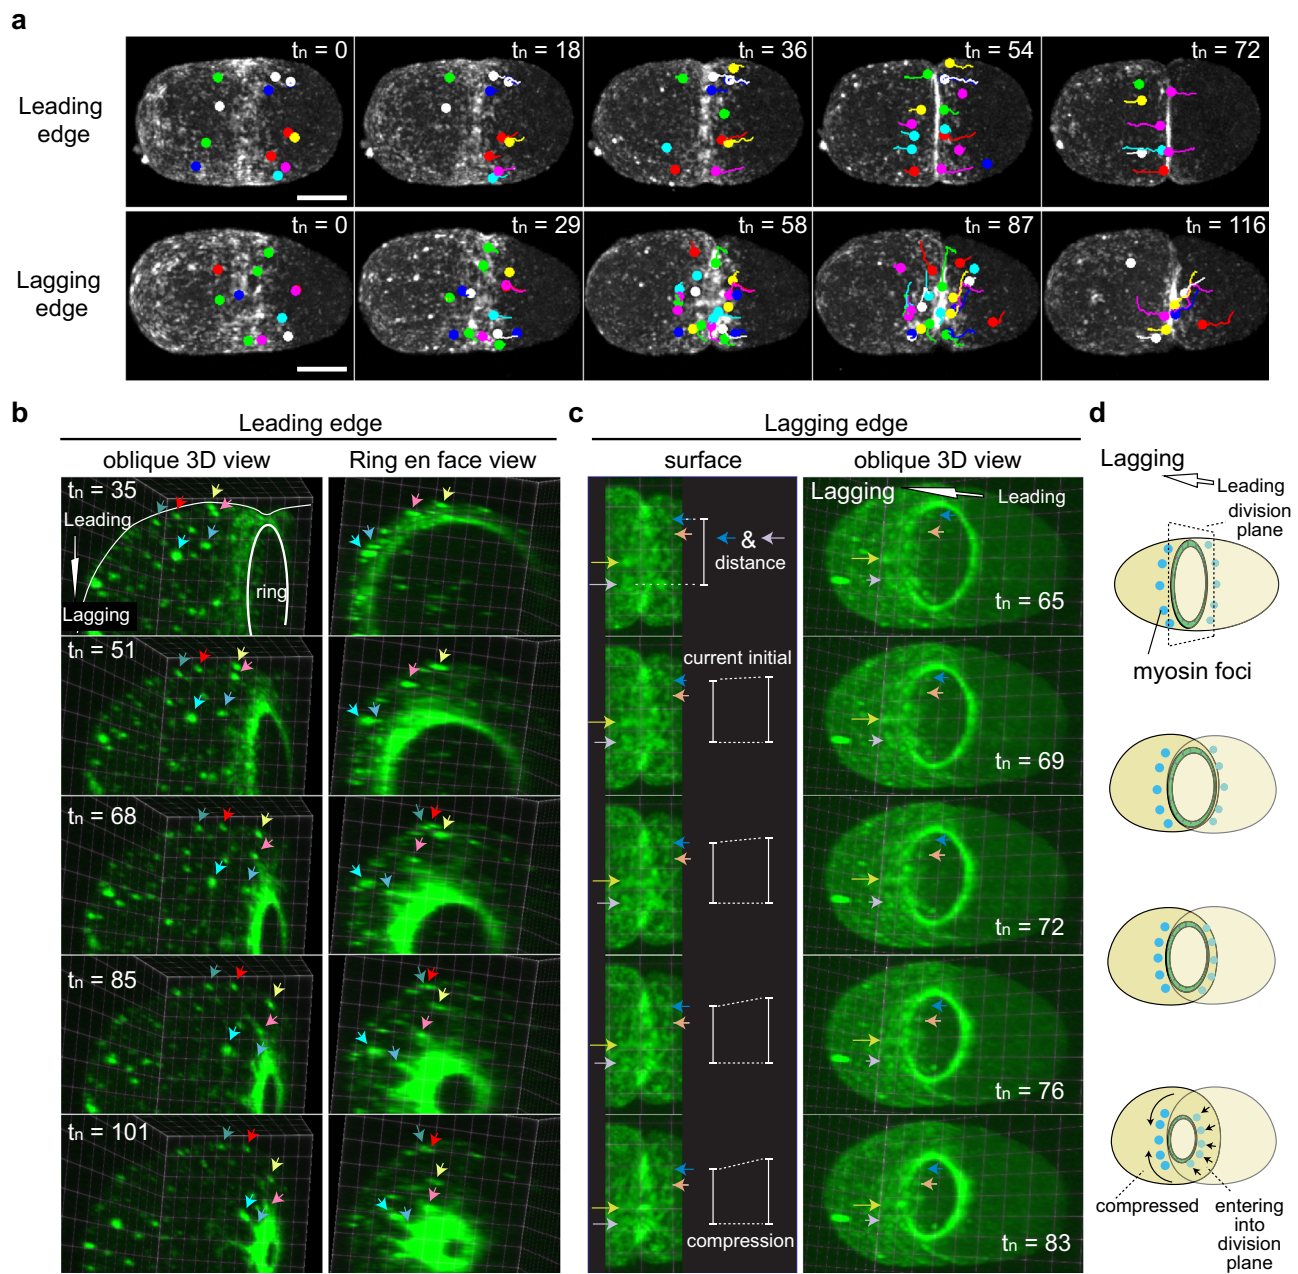 a
Leading edge
tn = 0
tn = 18
tn = 36
tn = 54
tn = 72
Lagging edge
tn = 0
tn = 29
tn = 58
tn = 87
tn = 116
b
Leading edge
oblique 3D view
Ring en face view
tn = 35
Leading
Lagging
ring
tn = 51
tn = 68
tn = 85
tn = 101
c
Lagging edge
surface
oblique 3D view
&
distance
current initial
compression
Lagging
Leading
tn = 65
tn = 69
tn = 72
tn = 76
tn = 83
d
Lagging
Leading
division
plane
myosin foci
compressed
entering
into
division
plane